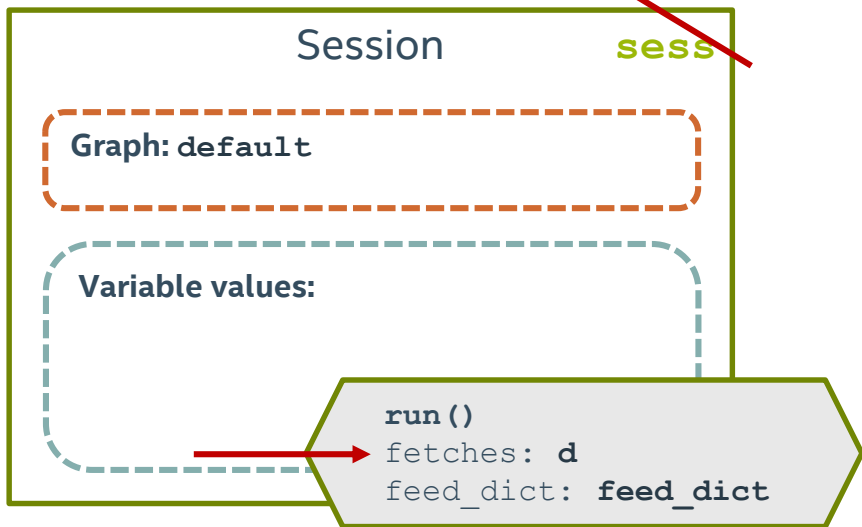 Session sess
Graph: default
Variable values:
run()
fetches: d
feed_dict: feed_dict